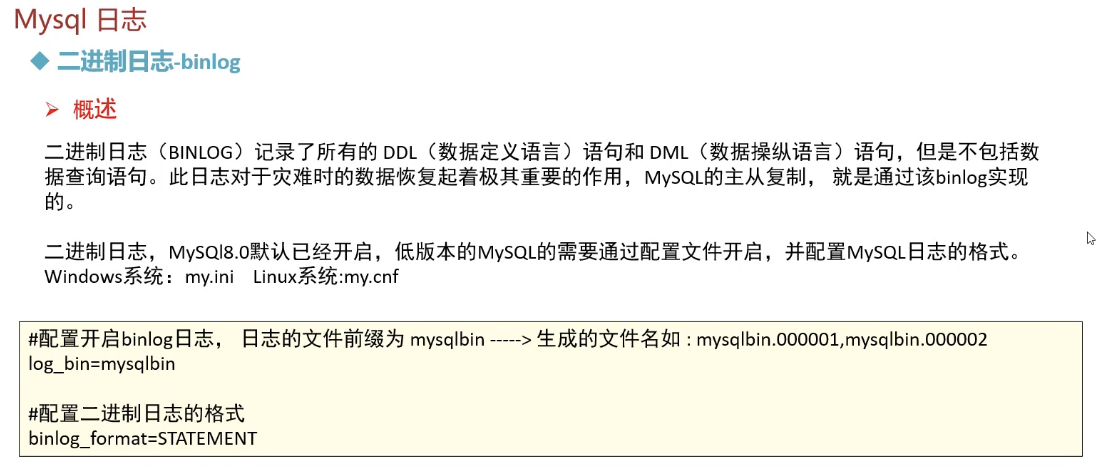 Mysql 日志
二进制日志-binlog
概述
二进制日志（BINLOG）记录了所有的 DDL（数据定义语言）语句和 DML（数据操纵语言）语句，但是不包括数
据查询语句。此日志对于灾难时的数据恢复起着极其重要的作用，MySQL的主从复制， 就是通过该binlog实现
的。
二进制日志，MySQl8.0默认已经开启，低版本的MySQL的需要通过配置文件开启，并配置MySQL日志的格式。
Windows系统：my.ini Linux系统:my.cnf
#配置开启binlog日志， 日志的文件前缀为 mysqlbin -----> 生成的文件名如 : mysqlbin.000001,mysqlbin.000002
log_bin=mysqlbin
#配置二进制日志的格式
binlog_format=STATEMENT